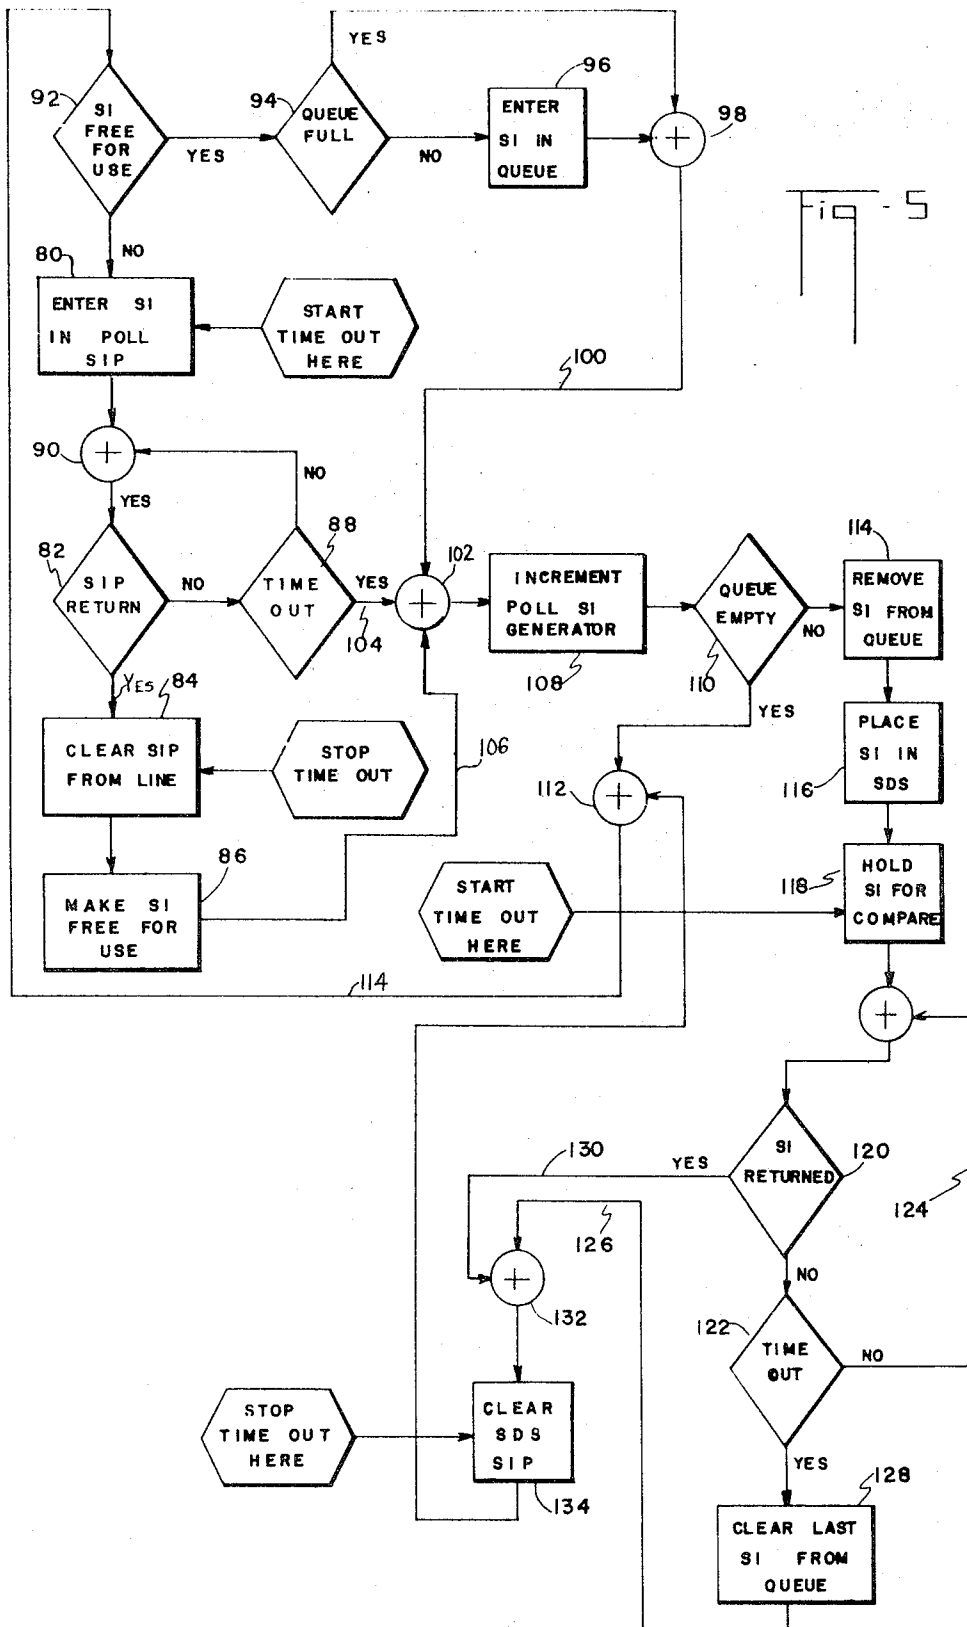 YES
92
SI
FREE
FOR
USE
YES
94
QUEUE
FULL
NO
96
ENTER
SI IN
QUEUE
98
Fig - 5
NO
80
ENTER SI
IN POLL
SIP
START
TIME OUT
HERE
100
90
NO
YES
82
SIP
RETURN
NO
88
TIME
OUT
YES
104
102
INCREMENT
POLL SI
GENERATOR
108
QUEUE
EMPTY
110
NO
YES
114
REMOVE
SI FROM
QUEUE
YES
84
CLEAR SIP
FROM LINE
STOP
TIME OUT
106
112
PLACE
SI IN
SDS
116
86
MAKE SI
FREE FOR
USE
START
TIME OUT
HERE
118
HOLD
SI FOR
COMPARE
114
SI
RETURNED
120
YES
130
124
126
NO
132
122
TIME
OUT
NO
STOP
TIME OUT
HERE
CLEAR
SDS
SIP
134
YES
128
CLEAR LAST
SI FROM
QUEUE